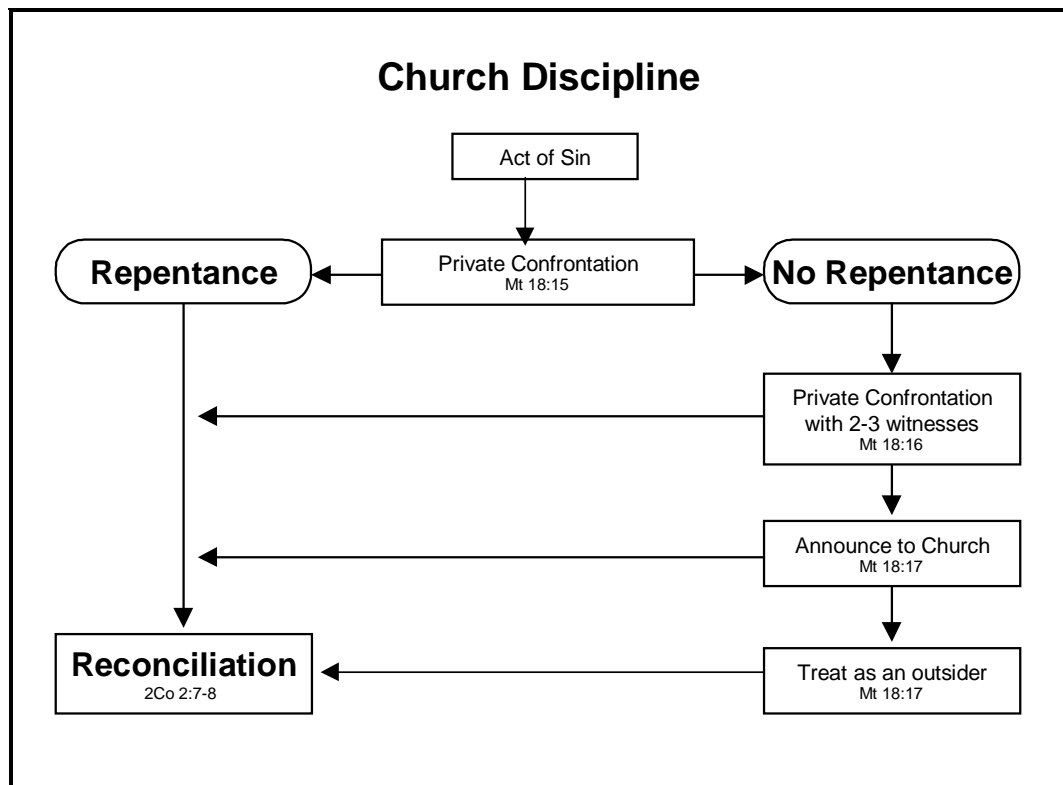 Church Discipline
Act of Sin
Repentance
Private Confrontation
Mt 18:15
No Repentance
Private Confrontation
with 2-3 witnesses
Mt 18:16
Announce to Church
Mt 18:17
Reconciliation
2Co 2:7-8
Treat as an outsider
Mt 18:17